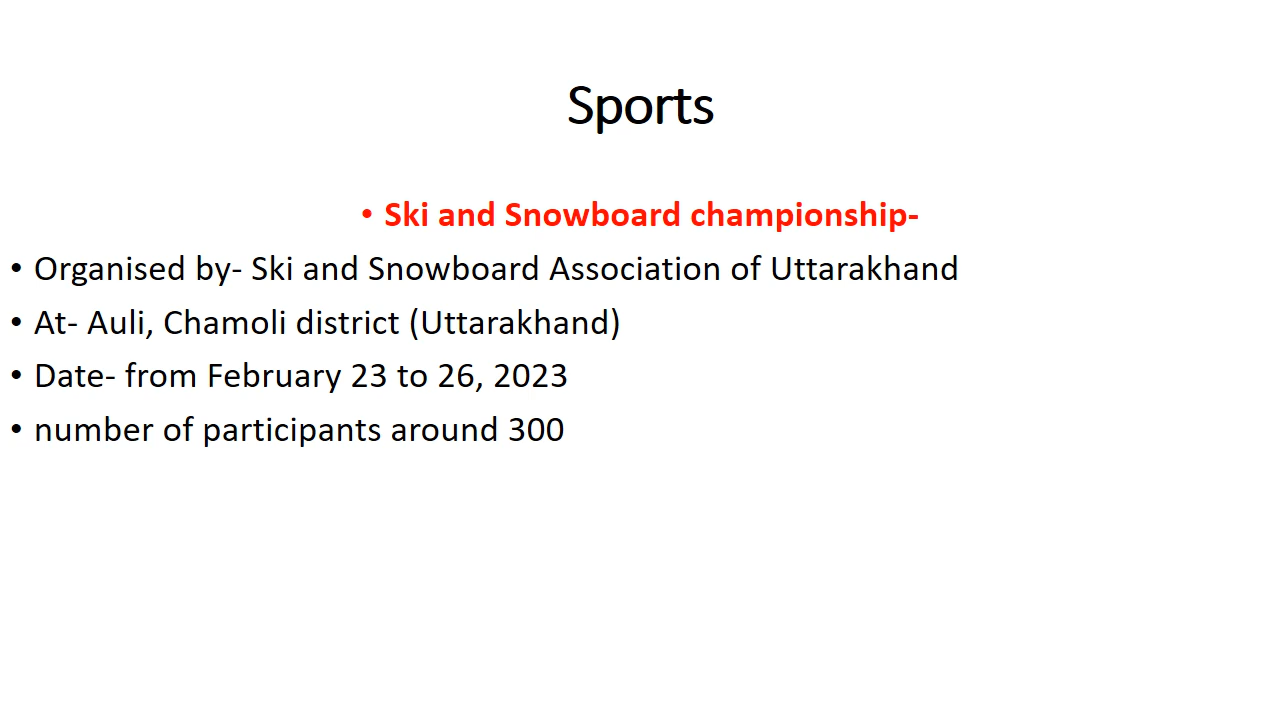 Sports
• Ski and Snowboard championship-
• Organised by- Ski and Snowboard Association of Uttarakhand
• At- Auli, Chamoli district (Uttarakhand)
• Date- from February 23 to 26, 2023
• number of participants around 300